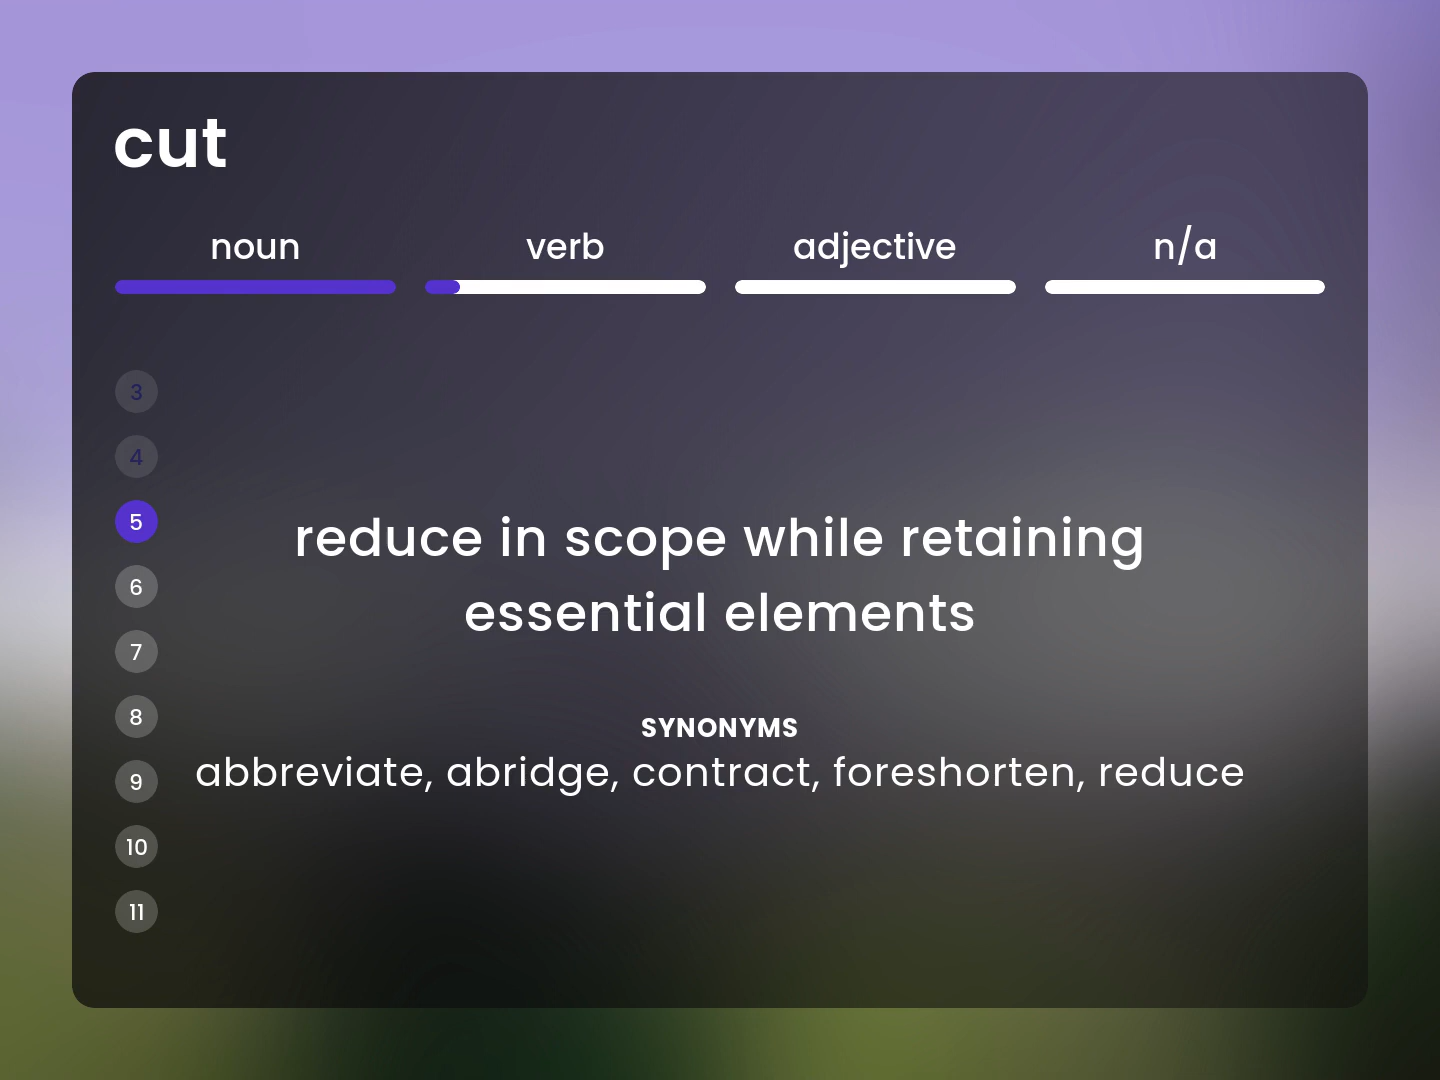 cut
noun
verb
adjective
n/a
3
4
5
6
7
8
9
10
11
reduce in scope while retaining
essential elements
SYNONYMS
abbreviate, abridge, contract, foreshorten, reduce